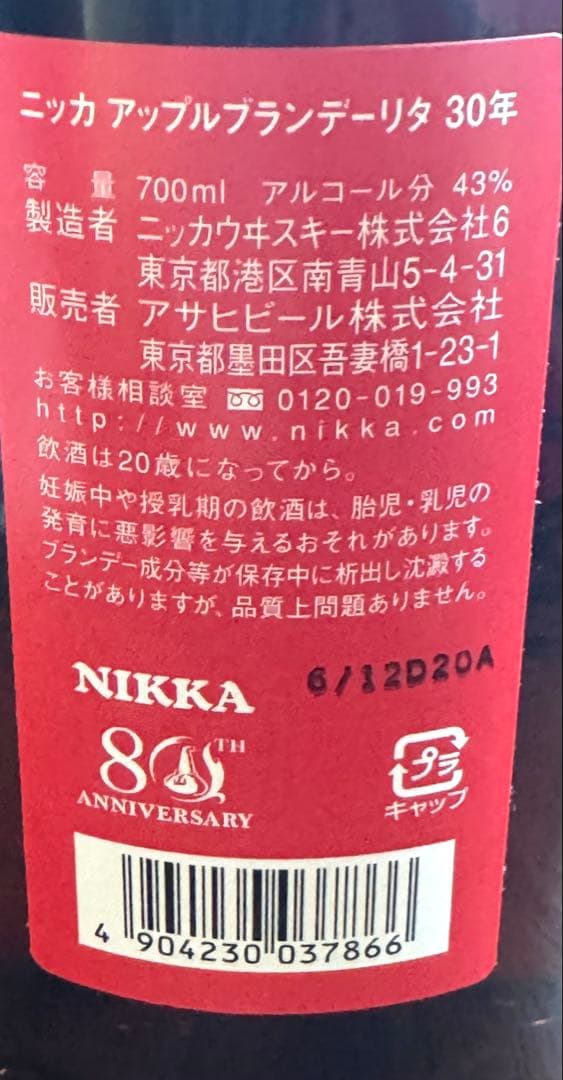 ニッカ アップルブランデーリタ 30年
容 量 700ml アルコール分 43%
製造者 ニッカウヰスキー株式会社6
東京都港区南青山5-4-31
販売者 アサヒビール株式会社
東京都墨田区吾妻橋1-23-1
お客様相談室 0120-019-993
http://www.nikka.com
飲酒は20歳になってから。
妊娠中や授乳期の飲酒は、胎児・乳児の
発育に悪影響を与えるおそれがあります。
ブランデー成分等が保存中に析出し沈澱する
ことがありますが、品質上問題ありません。
NIKKA
6/12D20A
80TH
ANNIVERSARY
プラ
キャップ
4 904230 037866